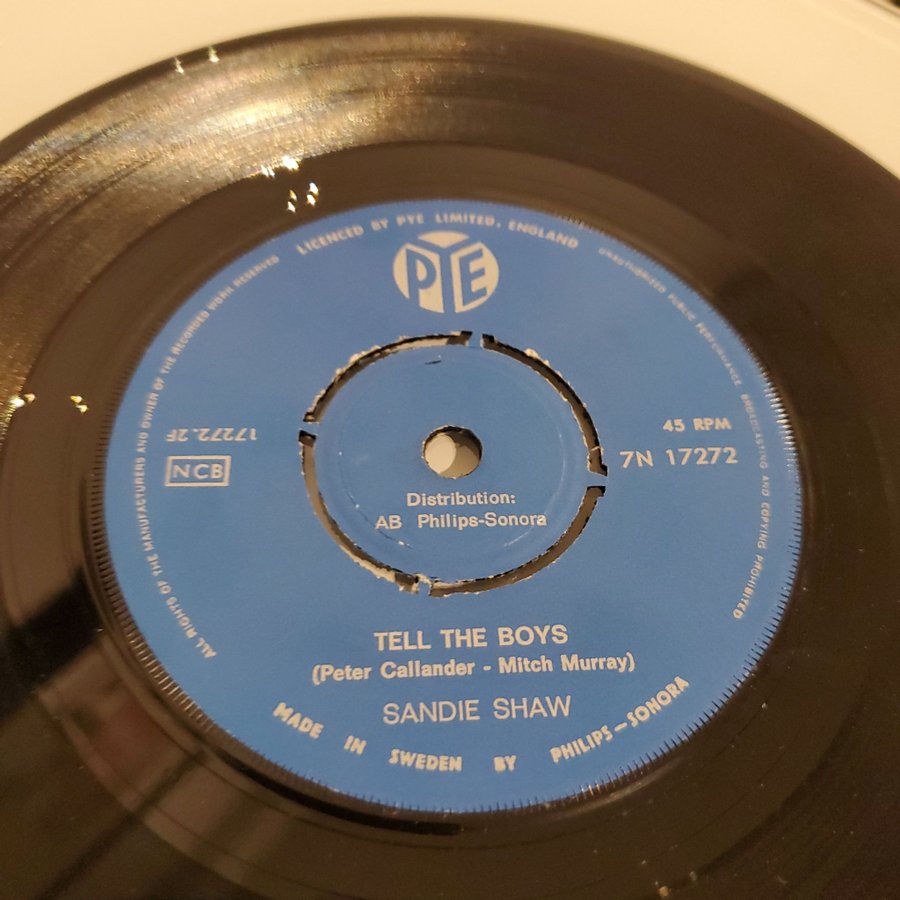 LICENCED BY PYE LIMITED, ENGLAND
UNAUTHORIZED PUBLIC PERFORMANCE BROADCASTING AND COPYING PROHIBITED
ALL RIGHTS OF THE MANUFACTURERS AND OWNER OF THE RECORDED WORK RESERVED
PYE
17272.2F
NCB
45 RPM
7N 17272
Distribution:
AB Philips-Sonora
TELL THE BOYS
(Peter Callander - Mitch Murray)
SANDIE SHAW
MADE IN SWEDEN BY PHILIPS-SONORA